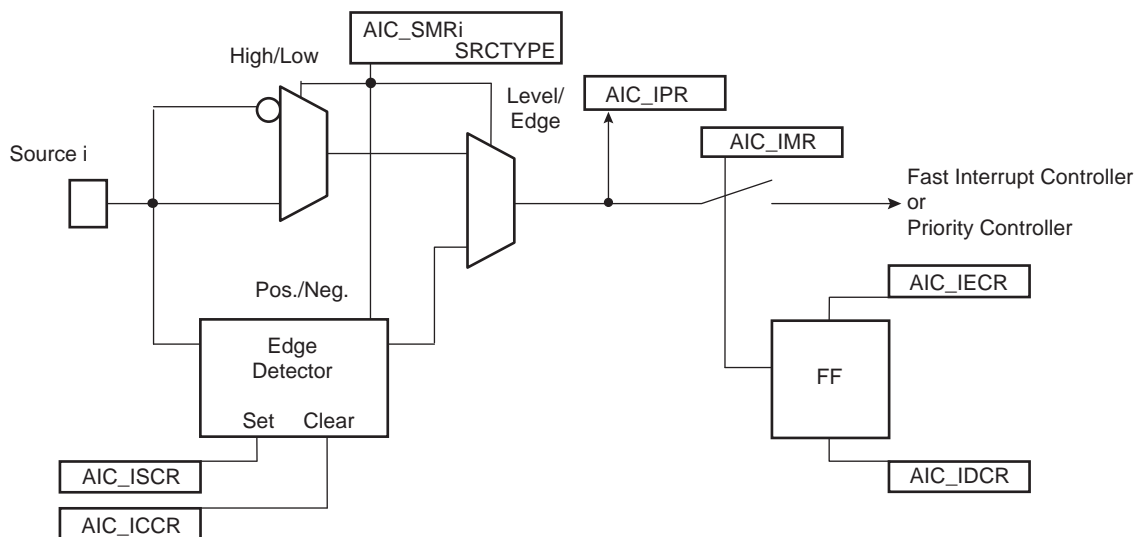 AIC_SMRi
SRCTYPE
High/Low
Level/
Edge
AIC_IPR
AIC_IMR
Source i
Fast Interrupt Controller
or
Priority Controller
Pos./Neg.
AIC_IECR
Edge
Detector
FF
Set Clear
AIC_ISCR
AIC_IDCR
AIC_ICCR